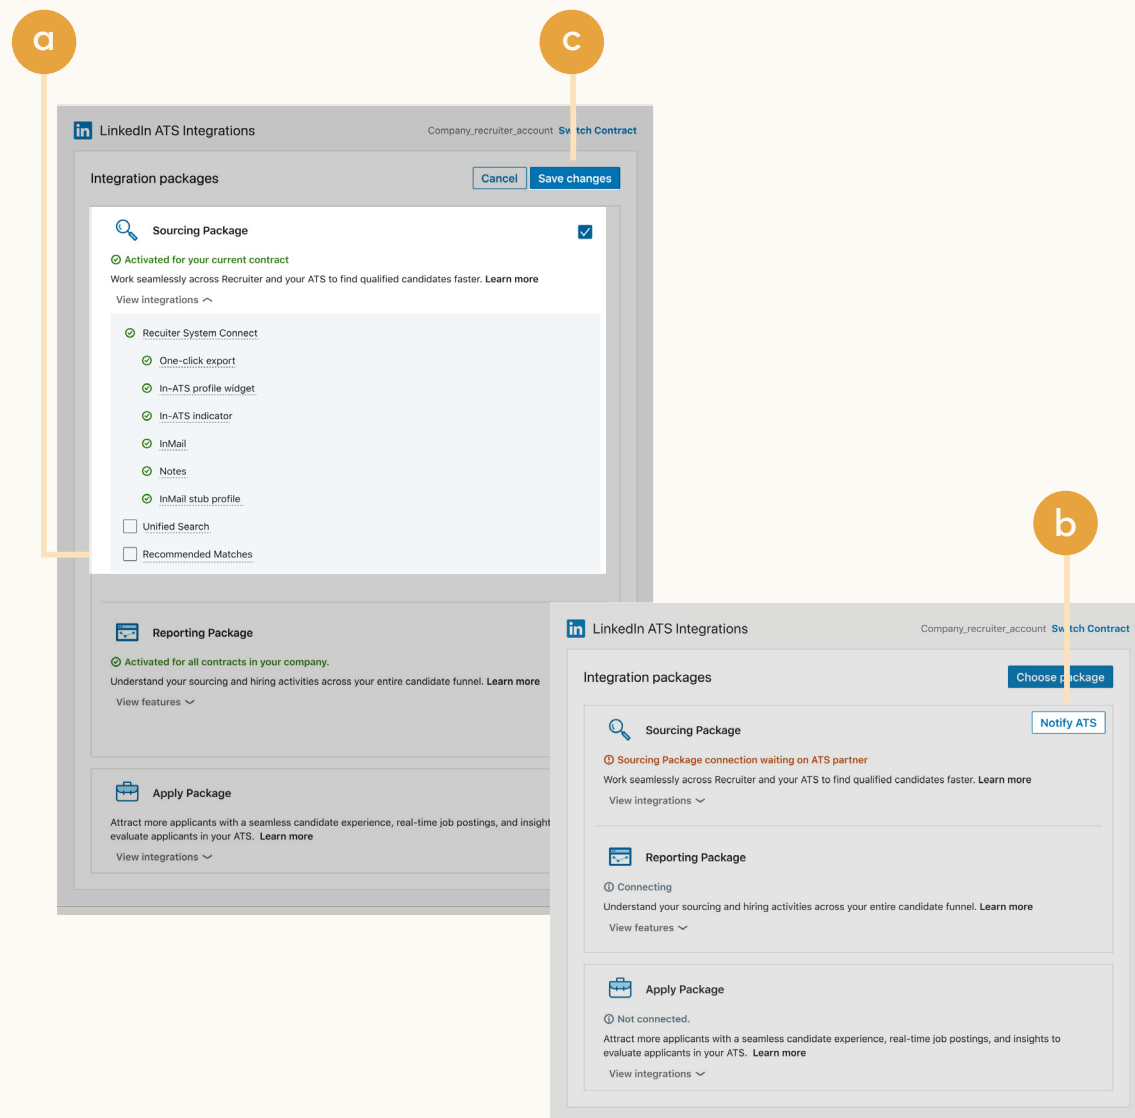 a
c
in LinkedIn ATS Integrations
Company_recruiter_account Switch Contract
Integration packages
Cancel
Save changes
Sourcing Package
Activated for your current contract
Work seamlessly across Recruiter and your ATS to find qualified candidates faster. Learn more
View integrations
Recuiter System Connect
One-click export
In-ATS profile widget
In-ATS indicator
InMail
Notes
InMail stub profile
Unified Search
Recommended Matches
Reporting Package
Activated for all contracts in your company.
Understand your sourcing and hiring activities across your entire candidate funnel. Learn more
View features
Apply Package
Attract more applicants with a seamless candidate experience, real-time job postings, and insight
evaluate applicants in your ATS. Learn more
View integrations
b
in LinkedIn ATS Integrations
Company_recruiter_account Switch Contract
Integration packages
Choose package
Notify ATS
Sourcing Package
Sourcing Package connection waiting on ATS partner
Work seamlessly across Recruiter and your ATS to find qualified candidates faster. Learn more
View integrations
Reporting Package
Connecting
Understand your sourcing and hiring activities across your entire candidate funnel. Learn more
View features
Apply Package
Not connected.
Attract more applicants with a seamless candidate experience, real-time job postings, and insights to
evaluate applicants in your ATS. Learn more
View integrations